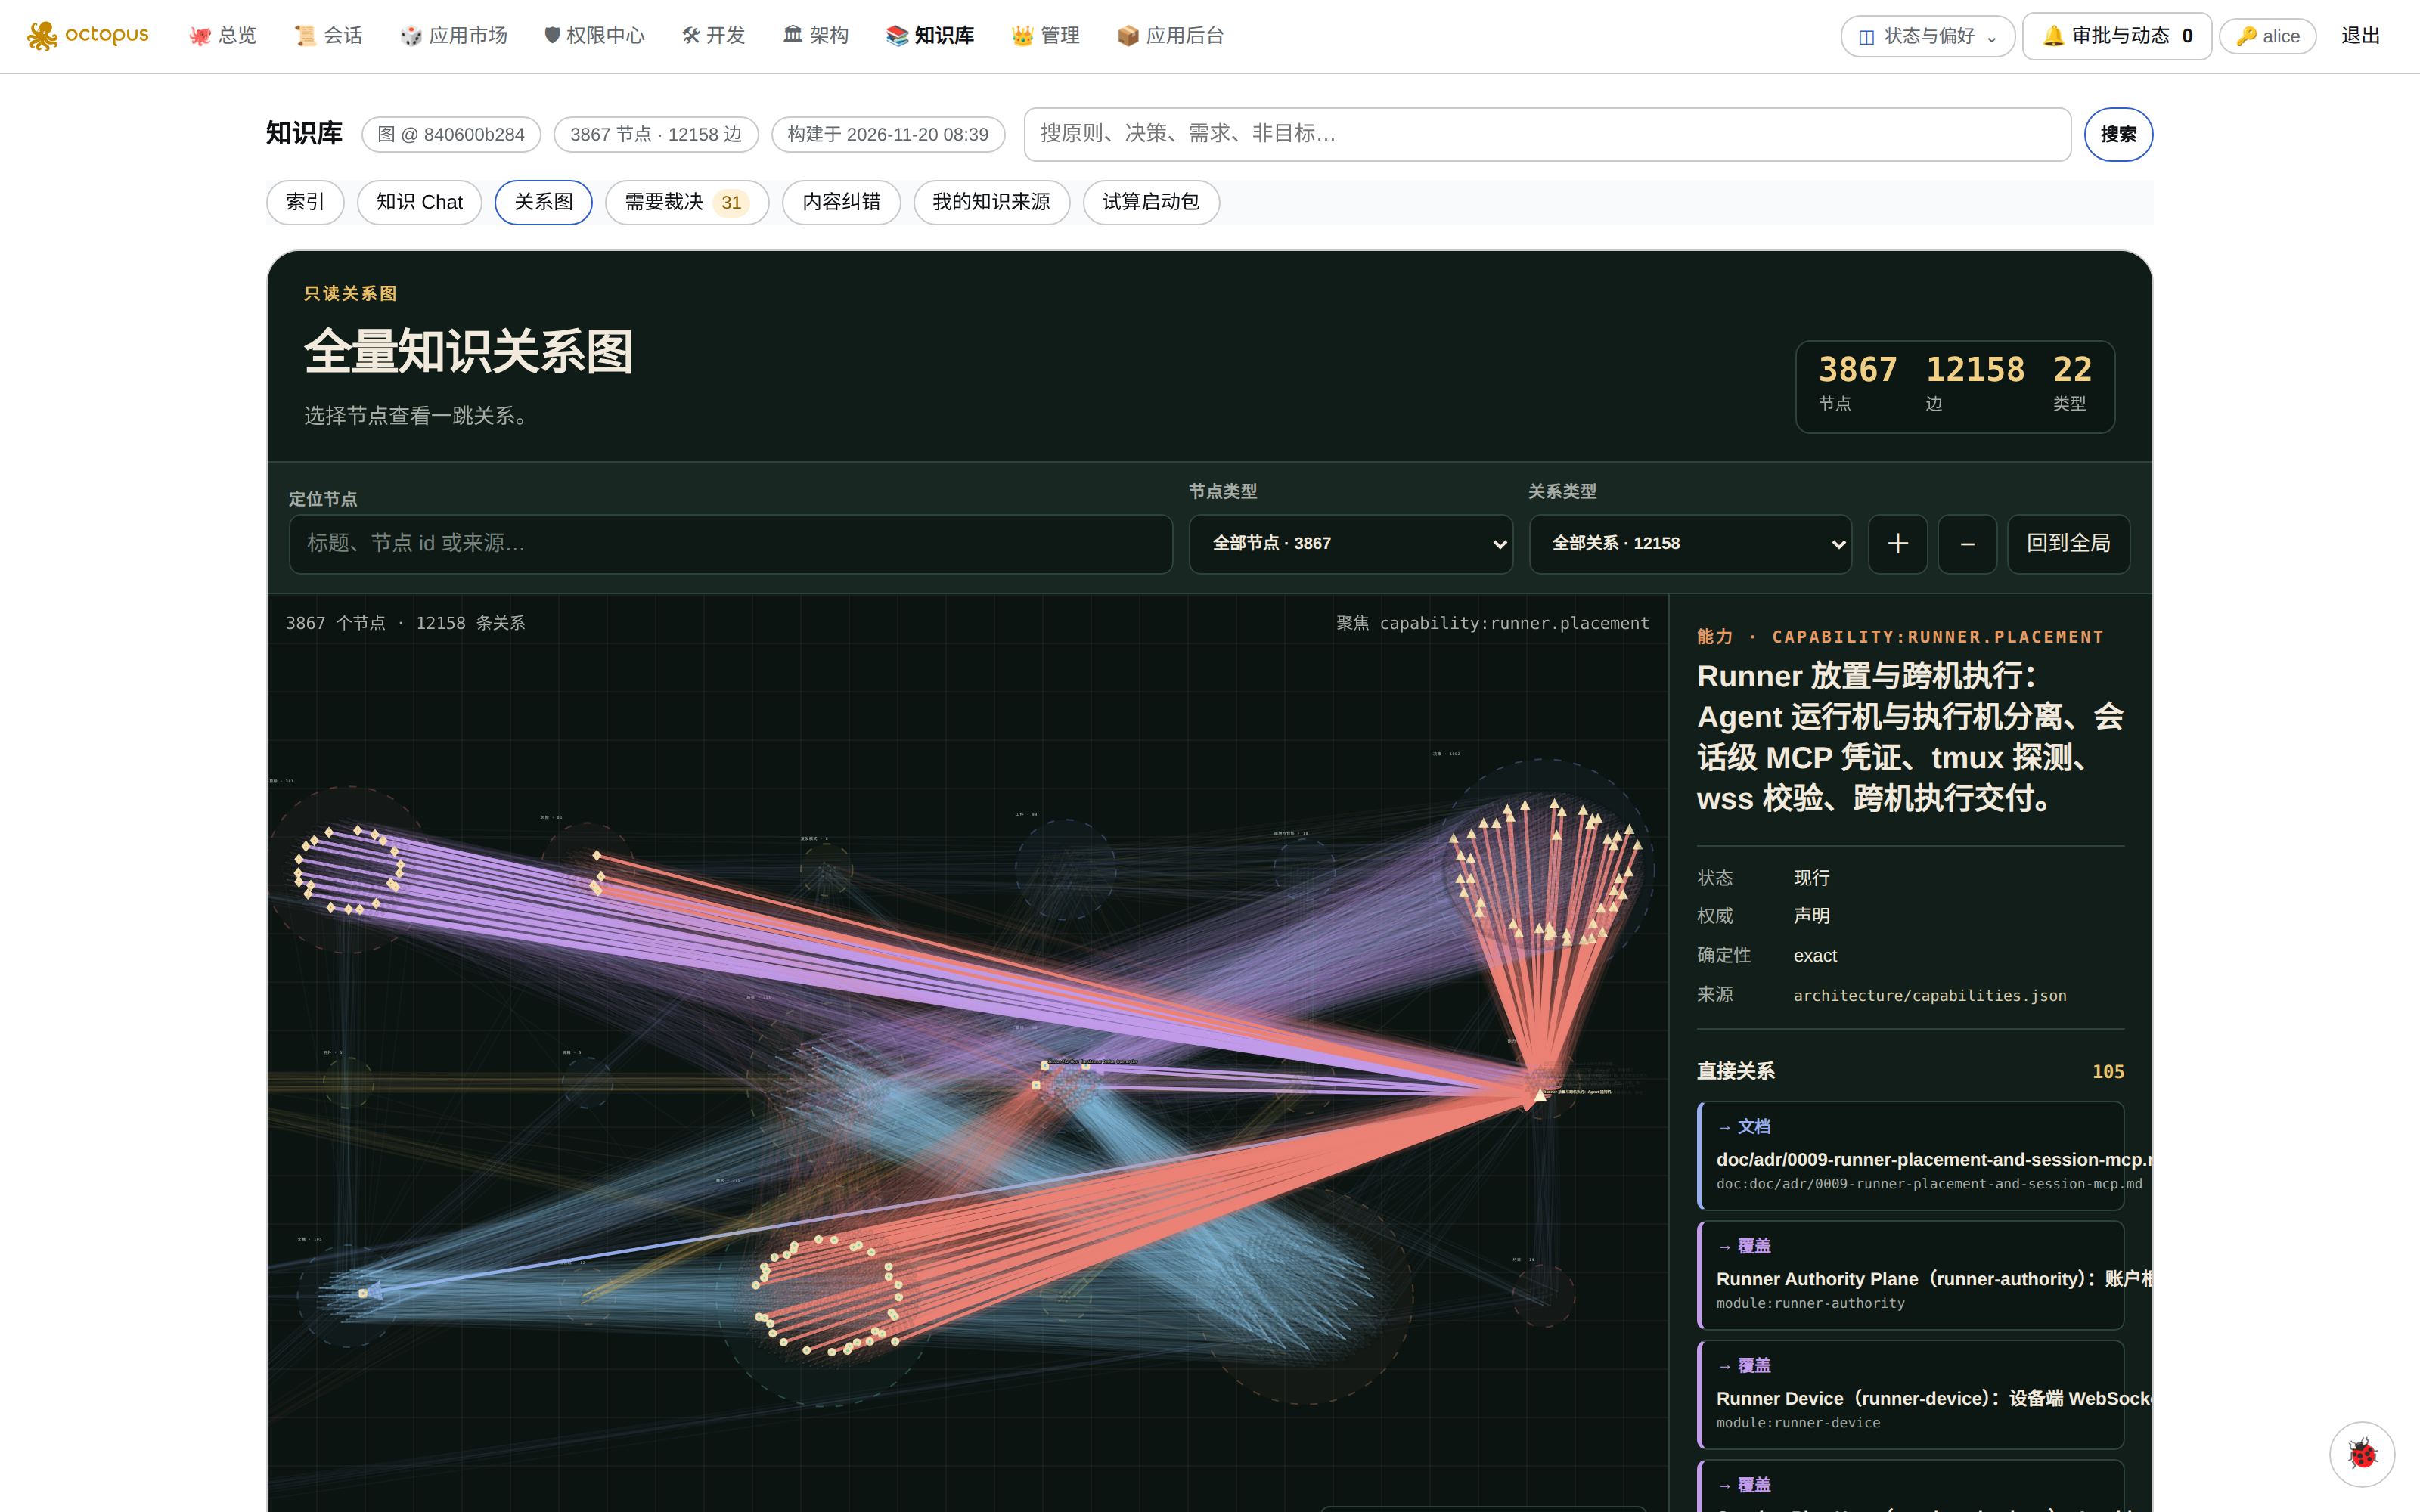 octopus
总览
会话
应用市场
权限中心
开发
架构
知识库
管理
应用后台
状态与偏好
审批与动态 0
alice
退出
知识库
图 @ 840600b284
3867 节点 · 12158 边
构建于 2026-11-20 08:39
搜原则、决策、需求、非目标…
搜索
索引
知识 Chat
关系图
需要裁决 31
内容纠错
我的知识来源
试算启动包
只读关系图
全量知识关系图
选择节点查看一跳关系。
3867 12158 22
节点 边 类型
定位节点
节点类型
关系类型
标题、节点 id 或来源…
全部节点 · 3867
全部关系 · 12158
+
−
回到全局
3867 个节点 · 12158 条关系
聚焦 capability:runner.placement
能力 · CAPABILITY:RUNNER.PLACEMENT
Runner 放置与跨机执行：
Agent 运行机与执行机分离、会
话级 MCP 凭证、tmux 探测、
wss 校验、跨机执行交付。
状态 现行
权威 声明
确定性 exact
来源 architecture/capabilities.json
直接关系 105
→ 文档
doc/adr/0009-runner-placement-and-session-mcp.
doc:doc/adr/0009-runner-placement-and-session-mcp.md
→ 覆盖
Runner Authority Plane（runner-authority）：账户
module:runner-authority
→ 覆盖
Runner Device（runner-device）：设备端 WebSock
module:runner-device
→ 覆盖